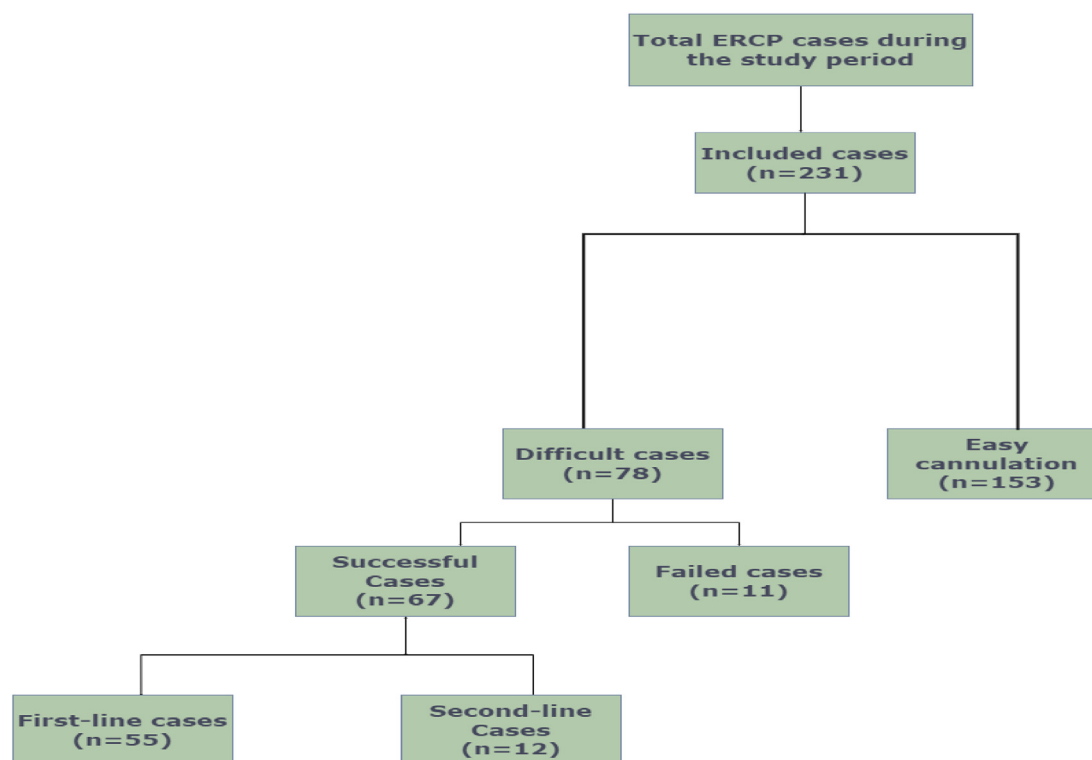 Total ERCP cases during
the study period
Included cases
(n=231)
Difficult cases
(n=78)
Easy
cannulation
(n=153)
Successful
Cases
(n=67)
Failed cases
(n=11)
First-line cases
(n=55)
Second-line
Cases
(n=12)